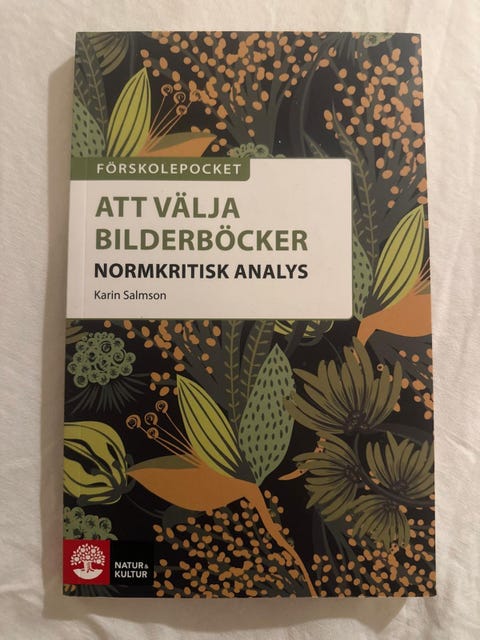 FÖRSKOLEPOCKET
ATT VÄLJA
BILDERBÖCKER
NORMKRITISK ANALYS
Karin Salmson
NATUR &
KULTUR